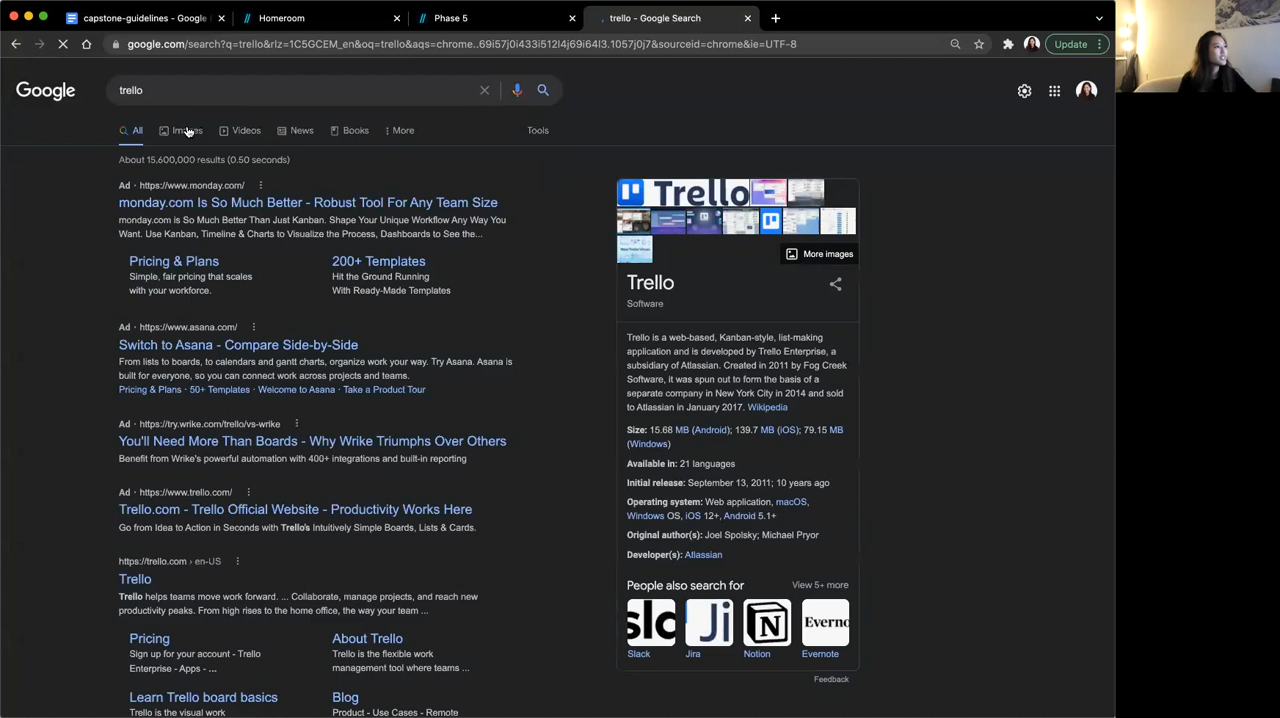 capstone-guidelines - Google
Homeroom
Phase 5
trello - Google Search
google.com/search?q=trello&rlz=1C5GCEM_en&oq=trello&aqs=chrome..69i57j0i433i512l4j69i64l3.1057j0j7&sourceid=chrome&ie=UTF-8
Update
Google
trello
All
Images
Videos
News
Books
More
Tools
About 15,600,000 results (0.50 seconds)
Ad · https://www.monday.com/
monday.com Is So Much Better - Robust Tool For Any Team Size
monday.com is So Much Better Than Just Kanban. Shape Your Unique Workflow Any Way You
Want. Use Kanban, Timeline & Charts to Visualize the Process, Dashboards to See the...
Pricing & Plans
Simple, fair pricing that scales
with your workforce.
200+ Templates
Hit the Ground Running
With Ready-Made Templates
Ad · https://www.asana.com/
Switch to Asana - Compare Side-by-Side
From lists to boards, to calendars and gantt charts, organize work your way. Try Asana. Asana is
built for everyone, so you can connect work across projects and teams.
Pricing & Plans · 50+ Templates · Welcome to Asana · Take a Product Tour
Ad · https://try.wrike.com/trello/vs-wrike
You'll Need More Than Boards - Why Wrike Triumphs Over Others
Benefit from Wrike's powerful automation with 400+ integrations and built-in reporting
Ad · https://www.trello.com/
Trello.com - Trello Official Website - Productivity Works Here
Go from Idea to Action in Seconds with Trello's Intuitively Simple Boards, Lists & Cards.
https://trello.com › en-US
Trello
Trello helps teams move work forward. ... Collaborate, manage projects, and reach new
productivity peaks. From high rises to the home office, the way your team ...
Pricing
Sign up for your account - Trello
Enterprise - Apps - ...
About Trello
Trello is the flexible work
management tool where teams ...
Learn Trello board basics
Trello is the visual work
Blog
Product - Use Cases - Remote
Trello
More images
Trello
Software
Trello is a web-based, Kanban-style, list-making
application and is developed by Trello Enterprise, a
subsidiary of Atlassian. Created in 2011 by Fog Creek
Software, it was spun out to form the basis of a
separate company in New York City in 2014 and sold
to Atlassian in January 2017. Wikipedia
Size: 15.68 MB (Android); 139.7 MB (iOS); 79.15 MB
(Windows)
Available in: 21 languages
Initial release: September 13, 2011; 10 years ago
Operating system: Web application, macOS,
Windows OS, iOS 12+, Android 5.1+
Original author(s): Joel Spolsky; Michael Pryor
Developer(s): Atlassian
People also search for
View 5+ more
slc
Ji
N
Everno
Slack
Jira
Notion
Evernote
Feedback